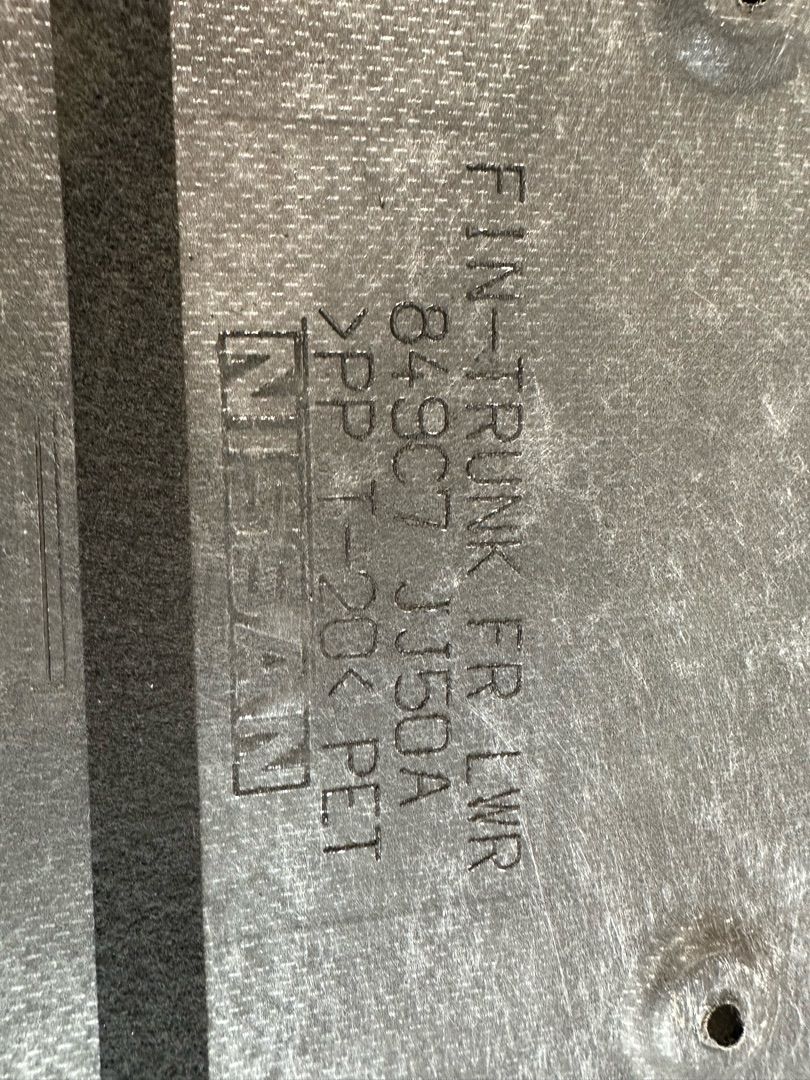 FIN-TRUNK FR LWR
849C7 JJ50A
>PP T-20< PET
NISSAN